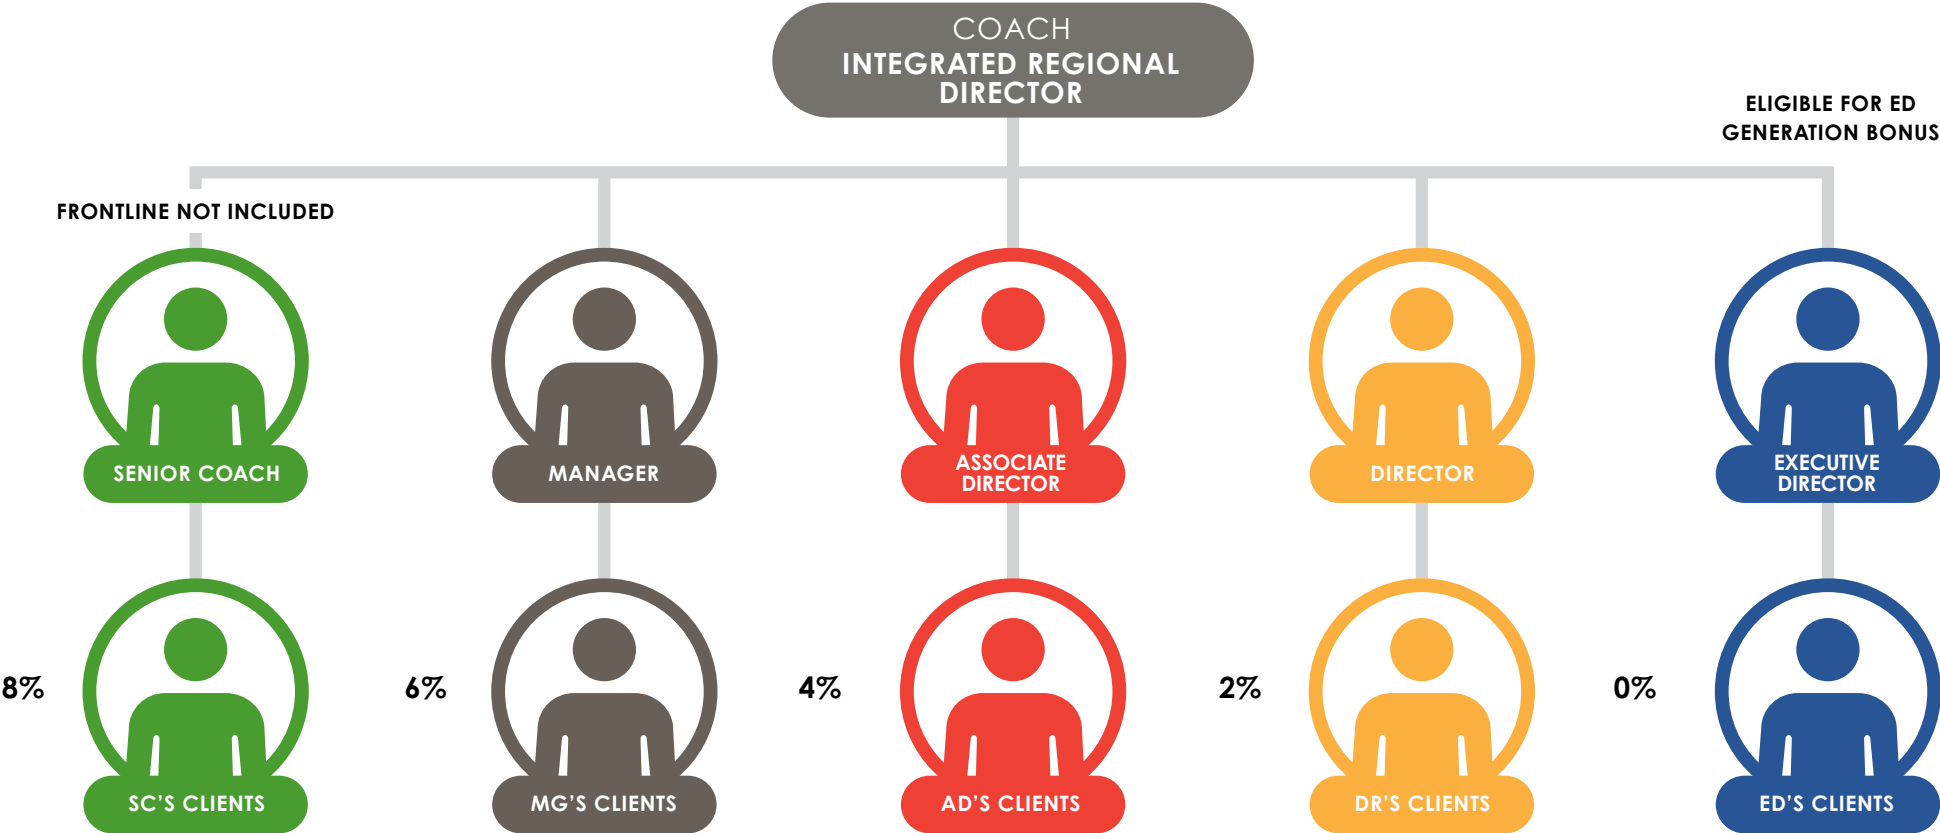 COACH
INTEGRATED REGIONAL
DIRECTOR
ELIGIBLE FOR ED
GENERATION BONUS
FRONTLINE NOT INCLUDED
SENIOR COACH
MANAGER
ASSOCIATE
DIRECTOR
DIRECTOR
EXECUTIVE
DIRECTOR
8%
6%
4%
2%
0%
SC'S CLIENTS
MG'S CLIENTS
AD'S CLIENTS
DR'S CLIENTS
ED'S CLIENTS